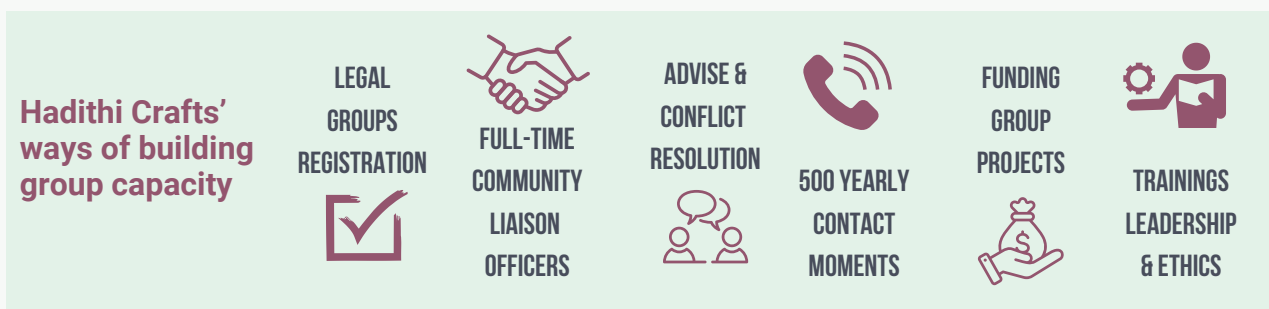 Hadithi Crafts'
ways of building
group capacity
LEGAL
GROUPS
REGISTRATION
FULL-TIME
COMMUNITY
LIAISON
OFFICERS
ADVISE &
CONFLICT
RESOLUTION
500 YEARLY
CONTACT
MOMENTS
FUNDING
GROUP
PROJECTS
$
TRAININGS
LEADERSHIP
& ETHICS